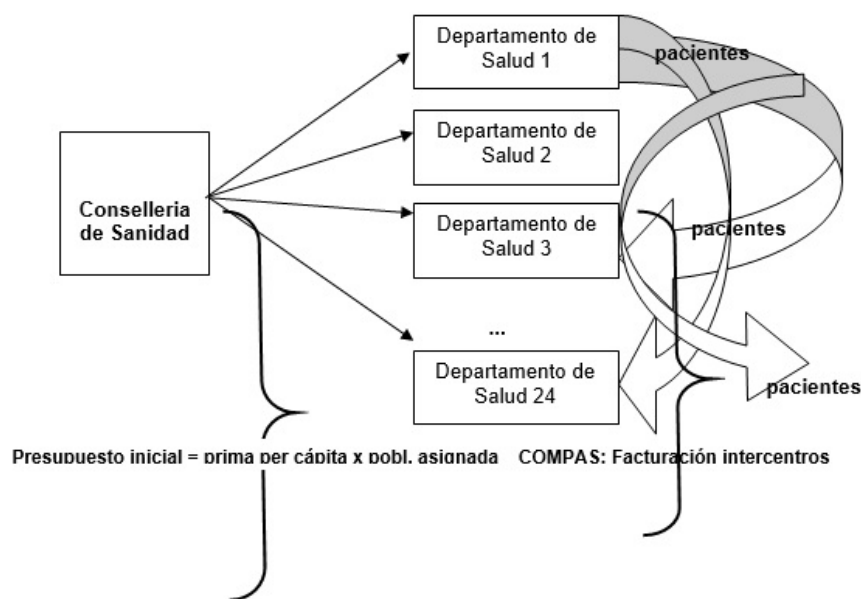 Departamento de
Salud 1
pacientes
Departamento de
Salud 2
Conselleria
de Sanidad
Departamento de
Salud 3
pacientes
...
Departamento de
Salud 24
pacientes
Presupuesto inicial = prima per cápita x pobl. asignada COMPAS: Facturación intercentros